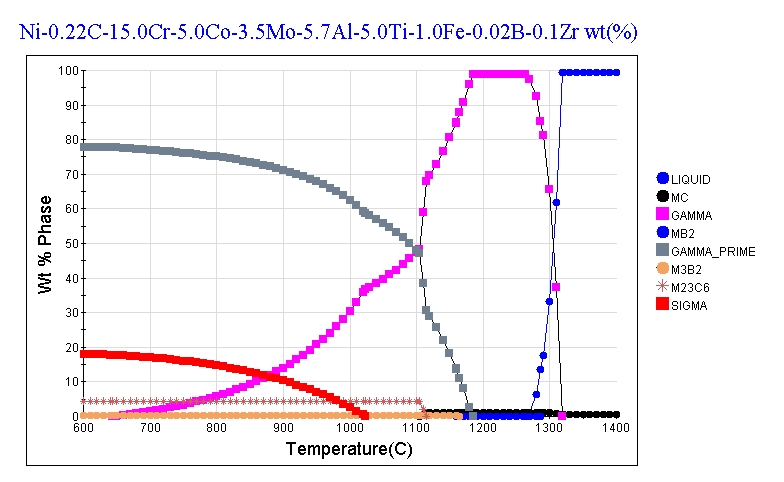 Ni-0.22C-15.0Cr-5.0Co-3.5Mo-5.7Al-5.0Ti-1.0Fe-0.02B-0.1Zr wt(%)
100
90
80
70
60
50
40
30
20
10
0
Wt % Phase
600 700 800 900 1000 1100 1200 1300 1400
Temperature(C)
LIQUID
MC
GAMMA
MB2
GAMMA_PRIME
M3B2
M23C6
SIGMA